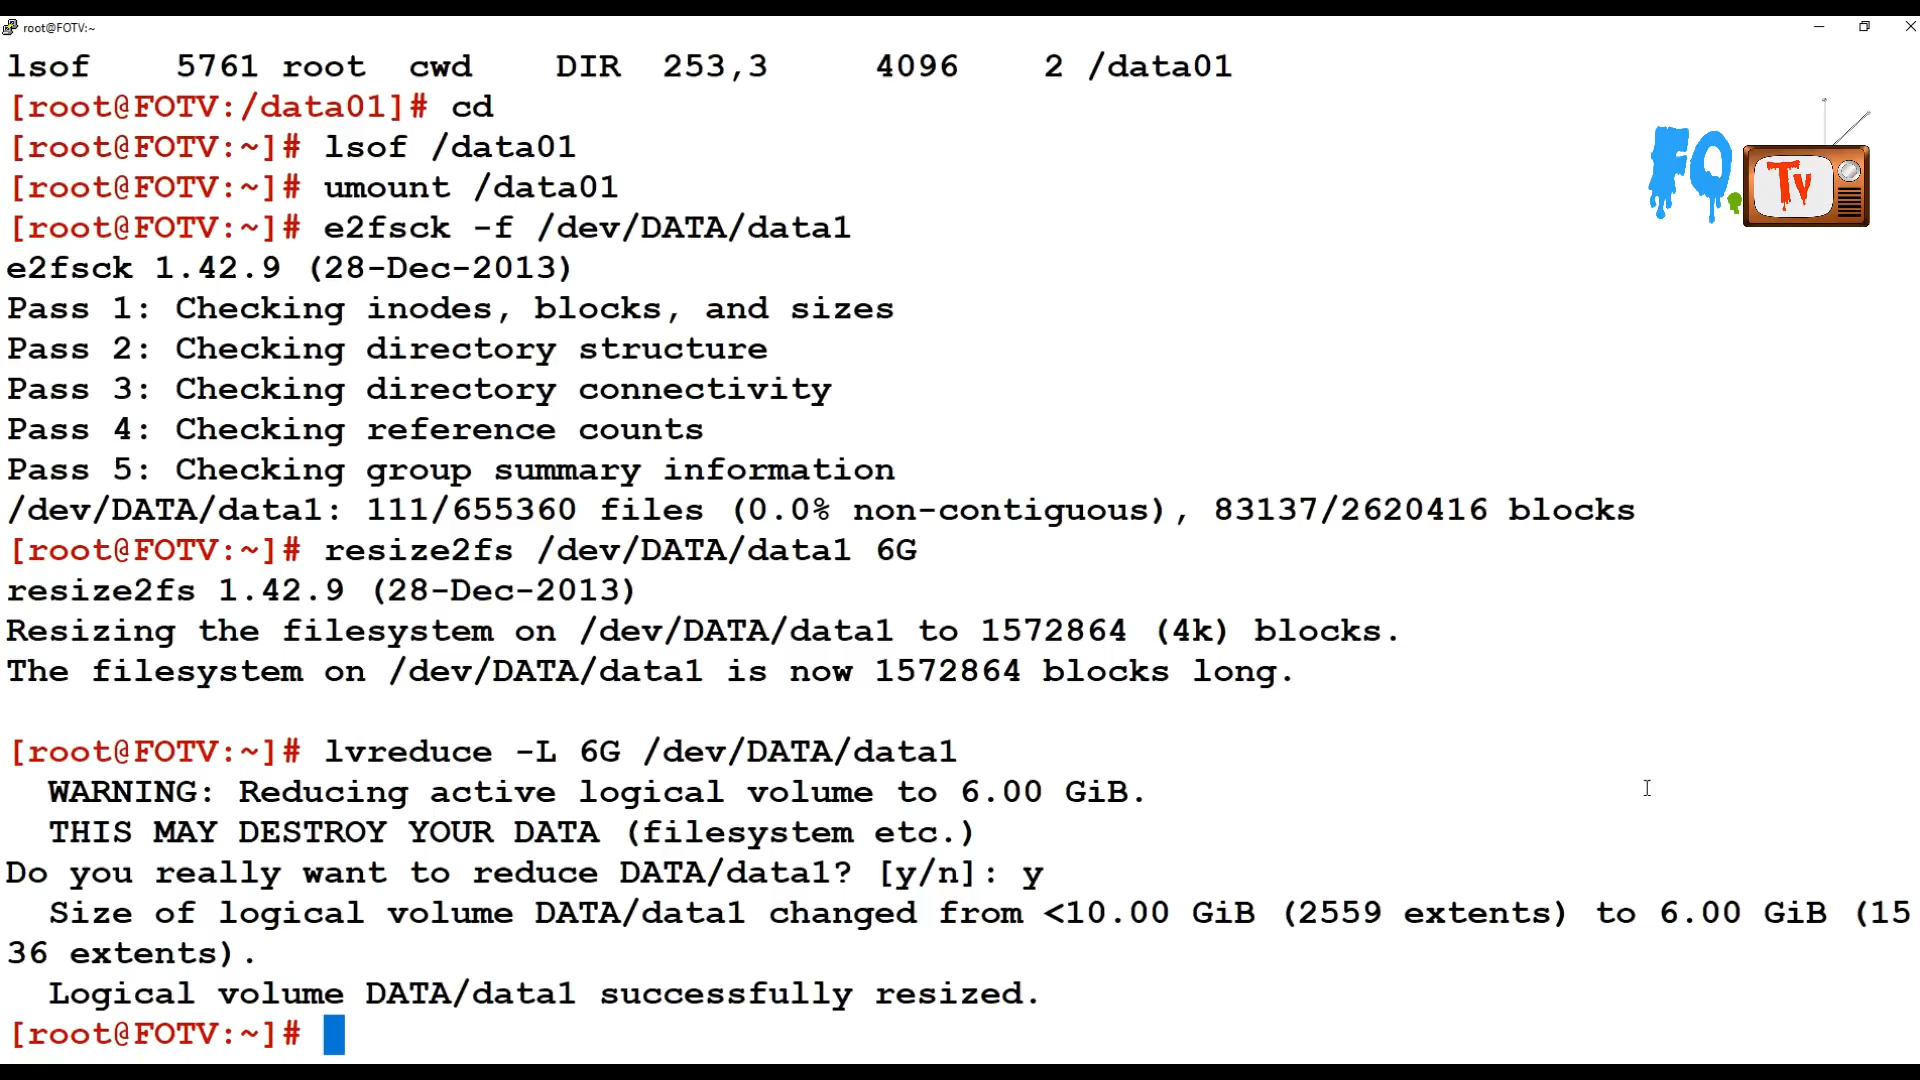 root@FOTV:~
lsof    5761 root  cwd    DIR  253,3     4096    2 /data01
[root@FOTV:/data01]# cd
[root@FOTV:~]# lsof /data01
[root@FOTV:~]# umount /data01
[root@FOTV:~]# e2fsck -f /dev/DATA/data1
e2fsck 1.42.9 (28-Dec-2013)
Pass 1: Checking inodes, blocks, and sizes
Pass 2: Checking directory structure
Pass 3: Checking directory connectivity
Pass 4: Checking reference counts
Pass 5: Checking group summary information
/dev/DATA/data1: 111/655360 files (0.0% non-contiguous), 83137/2620416 blocks
[root@FOTV:~]# resize2fs /dev/DATA/data1 6G
resize2fs 1.42.9 (28-Dec-2013)
Resizing the filesystem on /dev/DATA/data1 to 1572864 (4k) blocks.
The filesystem on /dev/DATA/data1 is now 1572864 blocks long.
[root@FOTV:~]# lvreduce -L 6G /dev/DATA/data1
  WARNING: Reducing active logical volume to 6.00 GiB.
  THIS MAY DESTROY YOUR DATA (filesystem etc.)
Do you really want to reduce DATA/data1? [y/n]: y
  Size of logical volume DATA/data1 changed from <10.00 GiB (2559 extents) to 6.00 GiB (15
36 extents).
  Logical volume DATA/data1 successfully resized.
[root@FOTV:~]#
FO.
Tv